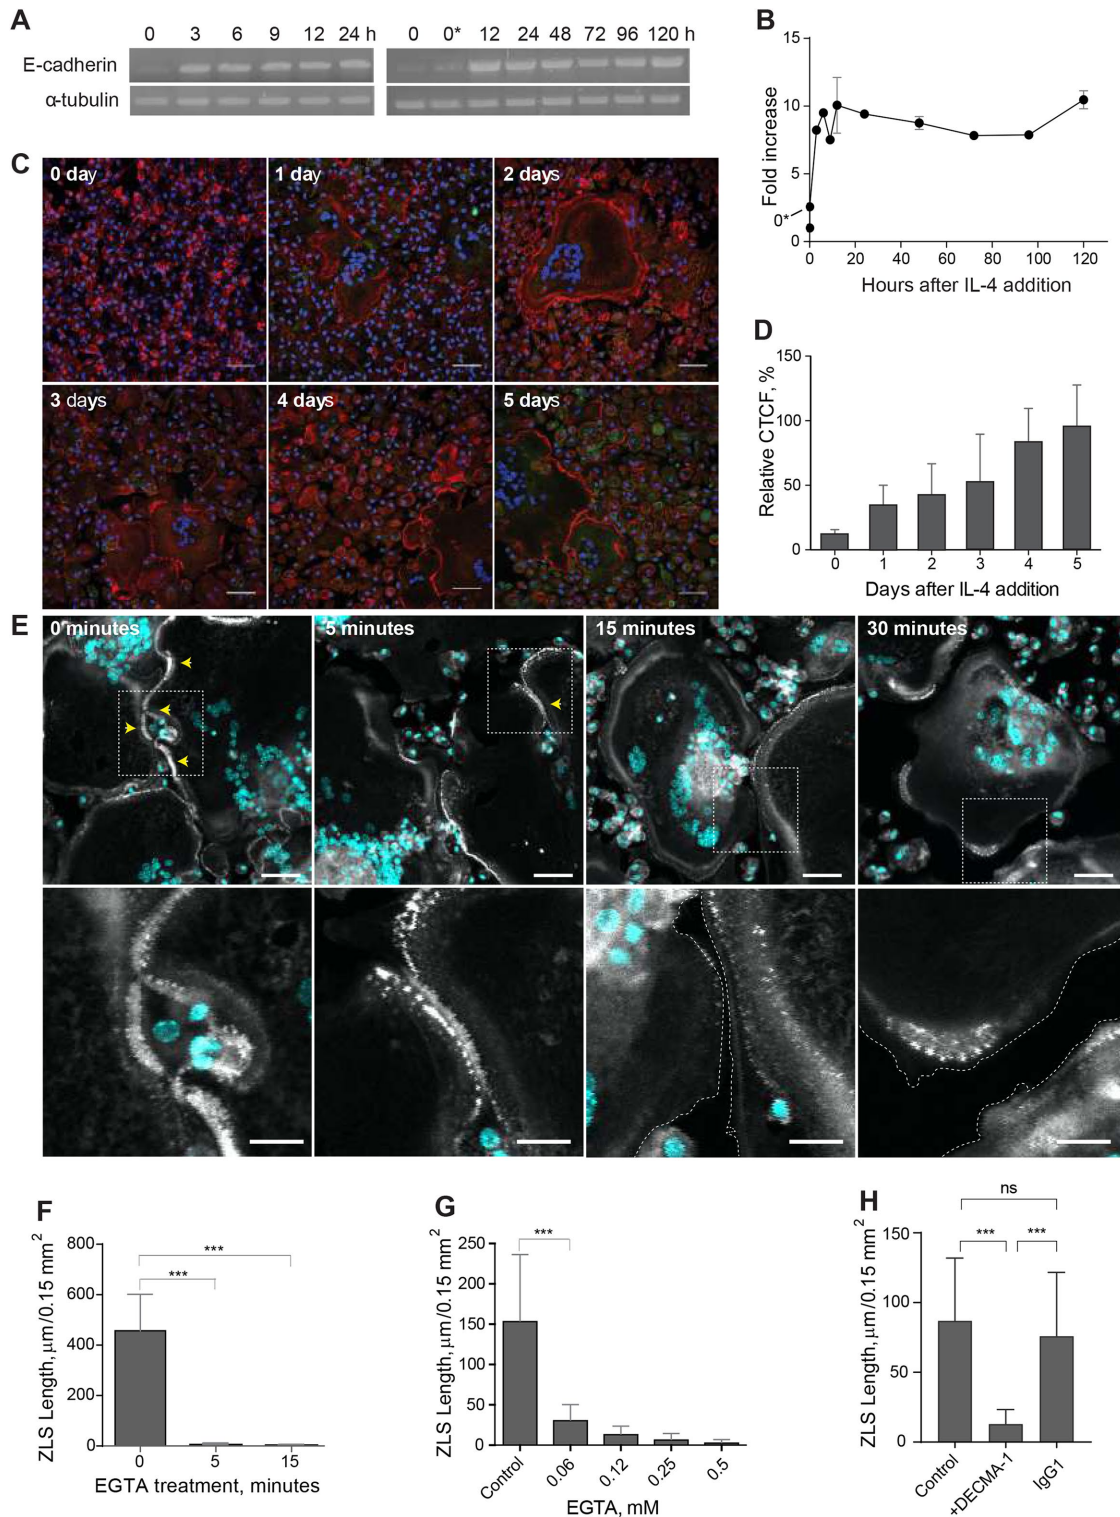 A
0 3 6 9 12 24 h
0 0* 12 24 48 72 96 120 h
E-cadherin
α-tubulin
B
Fold increase
15
10
5
0*
0
0 20 40 60 80 100 120
Hours after IL-4 addition
C
0 day
1 day
2 days
3 days
4 days
5 days
D
Relative CTCF, %
150
100
50
0
0 1 2 3 4 5
Days after IL-4 addition
E
0 minutes
5 minutes
15 minutes
30 minutes
F
ZLS Length, μm/0.15 mm²
800
600
400
200
0
***
***
0 5 15
EGTA treatment, minutes
G
ZLS Length, μm/0.15 mm²
250
200
150
100
50
0
***
Control 0.06 0.12 0.25 0.5
EGTA, mM
H
ZLS Length, μm/0.15 mm²
150
100
50
0
ns
*** ***
Control +DECMA-1 IgG1